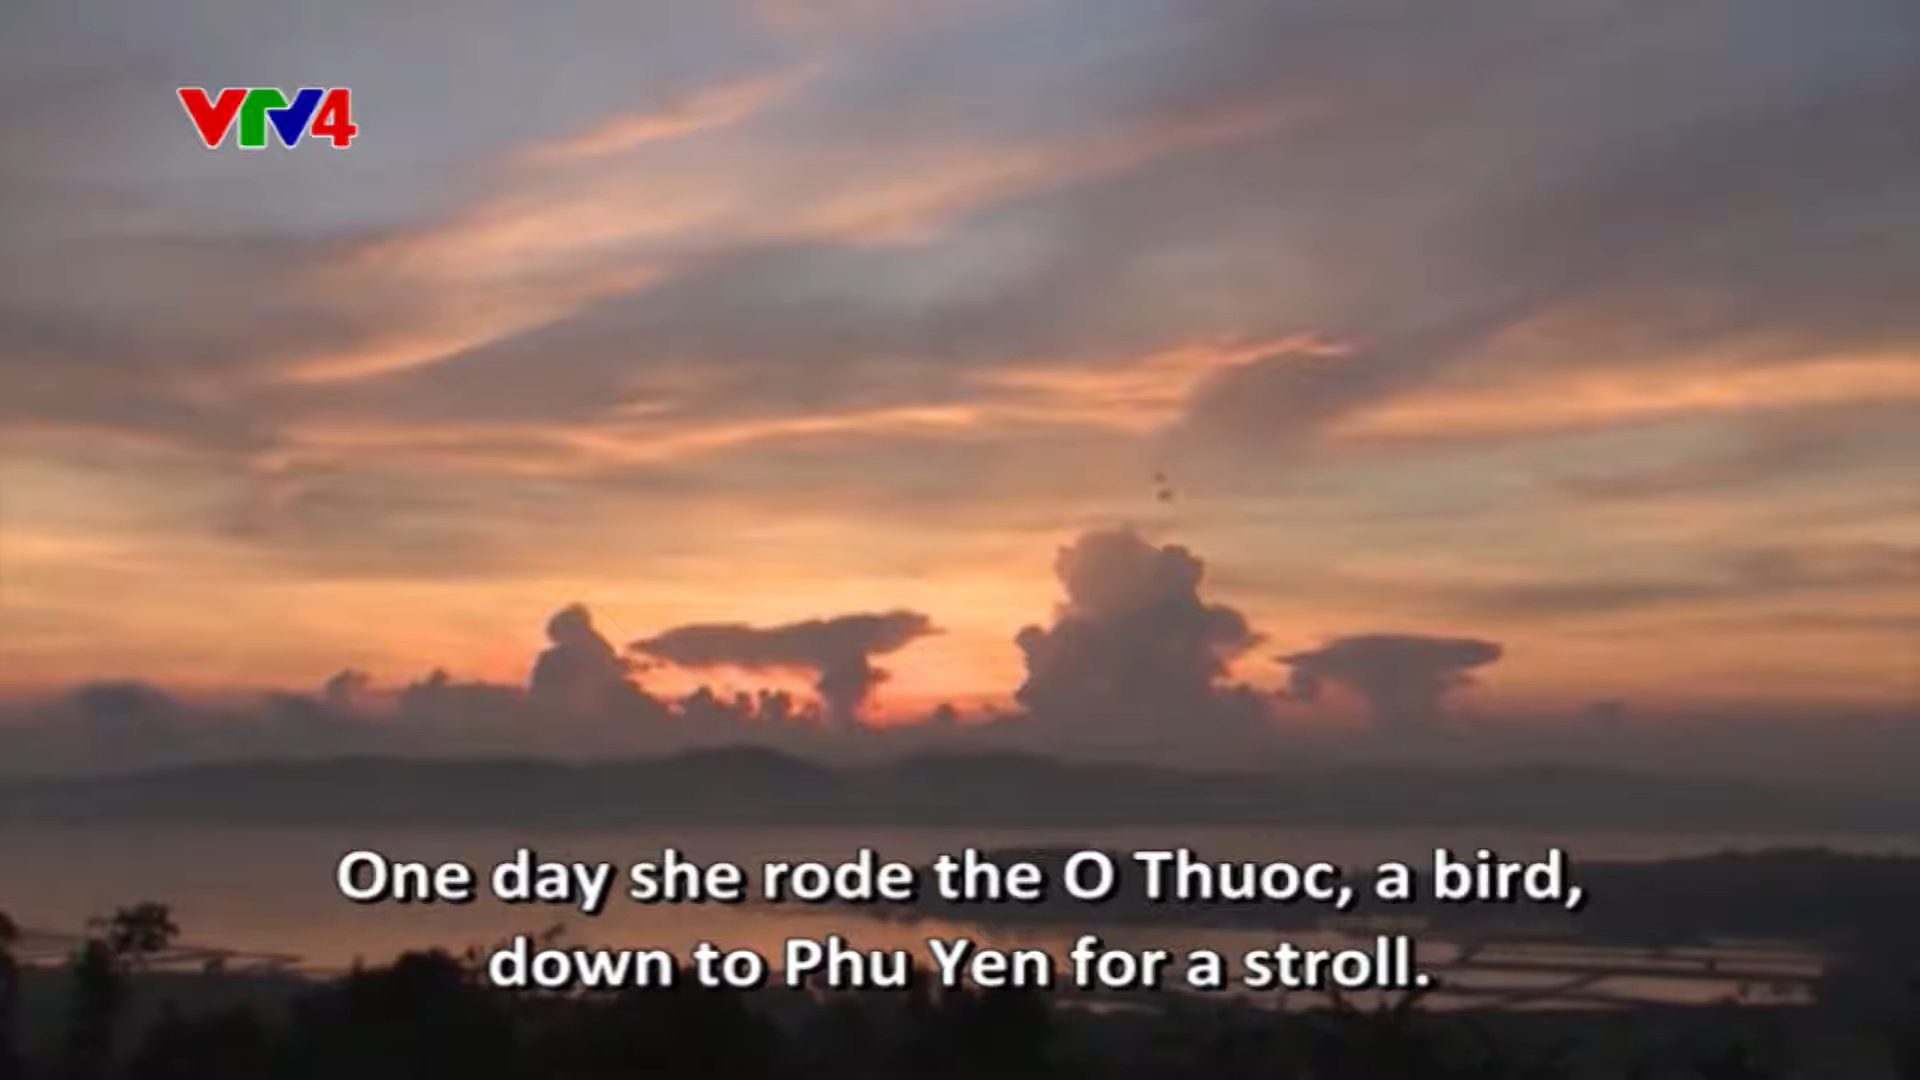 VTV4
One day she rode the O Thuoc, a bird,
down to Phu Yen for a stroll.